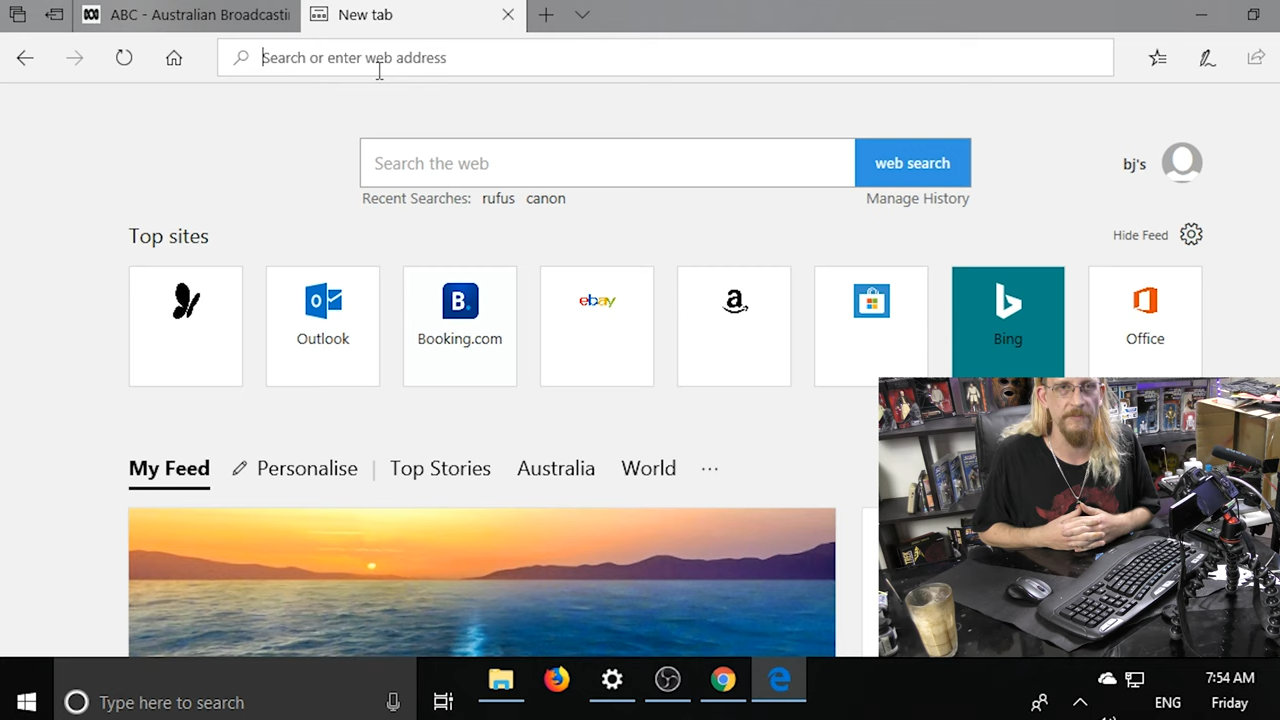 ABC - Australian Broadcasti
New tab
Search or enter web address
Search the web
web search
bj's
Recent Searches: rufus canon
Manage History
Top sites
Hide Feed
Outlook
Booking.com
ebay
Bing
Office
My Feed
Personalise
Top Stories
Australia
World
Type here to search
ENG
7:54 AM
Friday